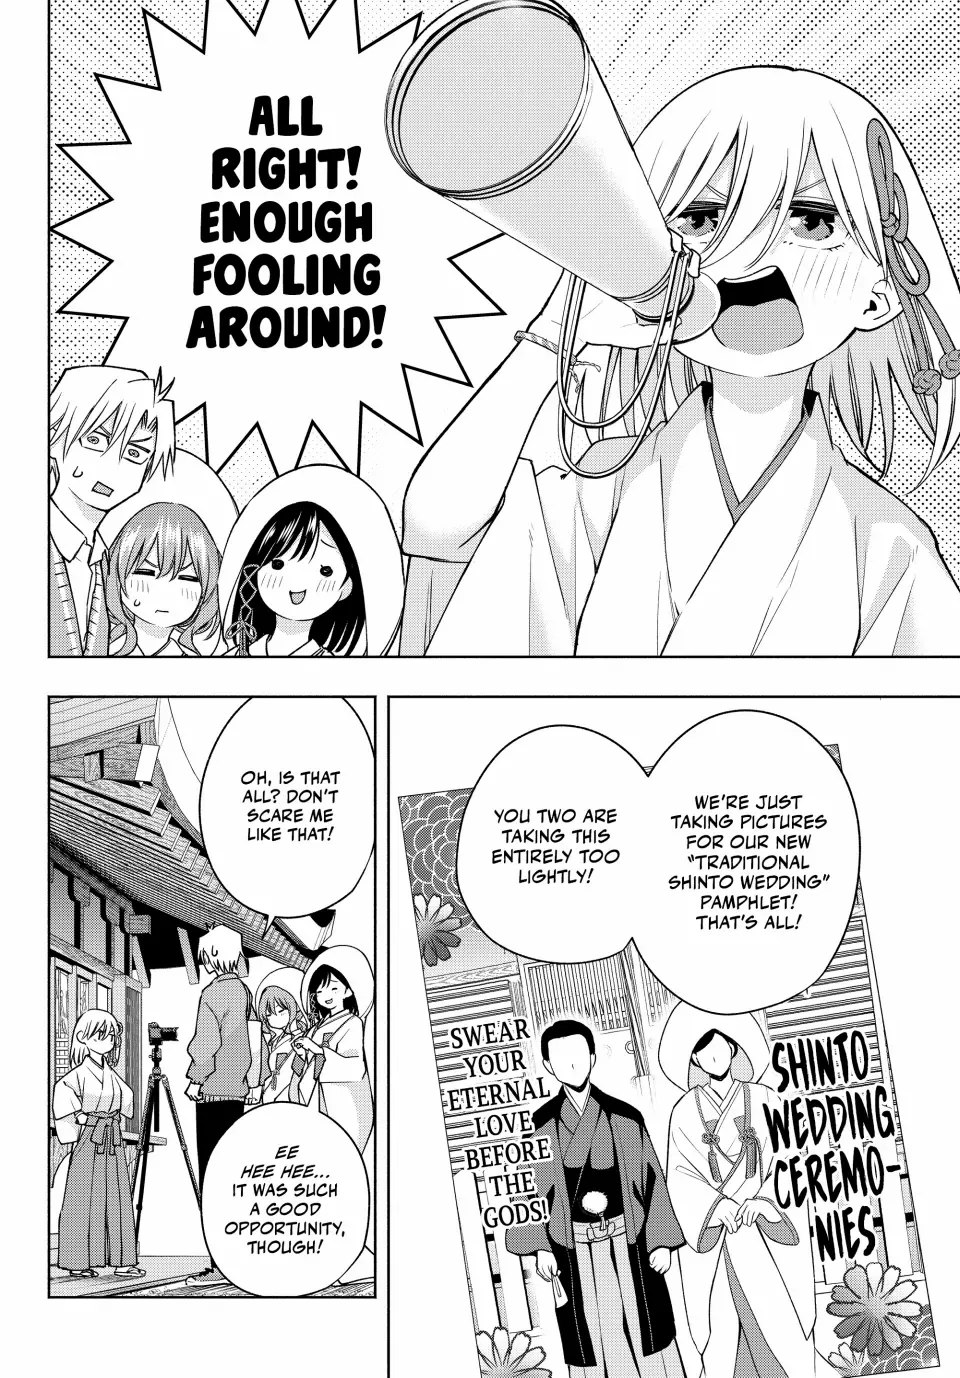 ALL
RIGHT!
ENOUGH
FOOLING
AROUND!
WE'RE JUST
TAKING PICTURES
FOR OUR NEW
"TRADITIONAL
SHINTO WEDDING"
PAMPHLET!
THAT'S ALL!
YOU TWO ARE
TAKING THIS
ENTIRELY TOO
LIGHTLY!
SHINTO
WEDDING
CEREMO-
NIES
SWEAR
YOUR
ETERNAL
LOVE
BEFORE
THE
GODS!
OH, IS THAT
ALL? DON'T
SCARE ME
LIKE THAT!
EE
HEE HEE...
IT WAS SUCH
A GOOD
OPPORTUNITY,
THOUGH!